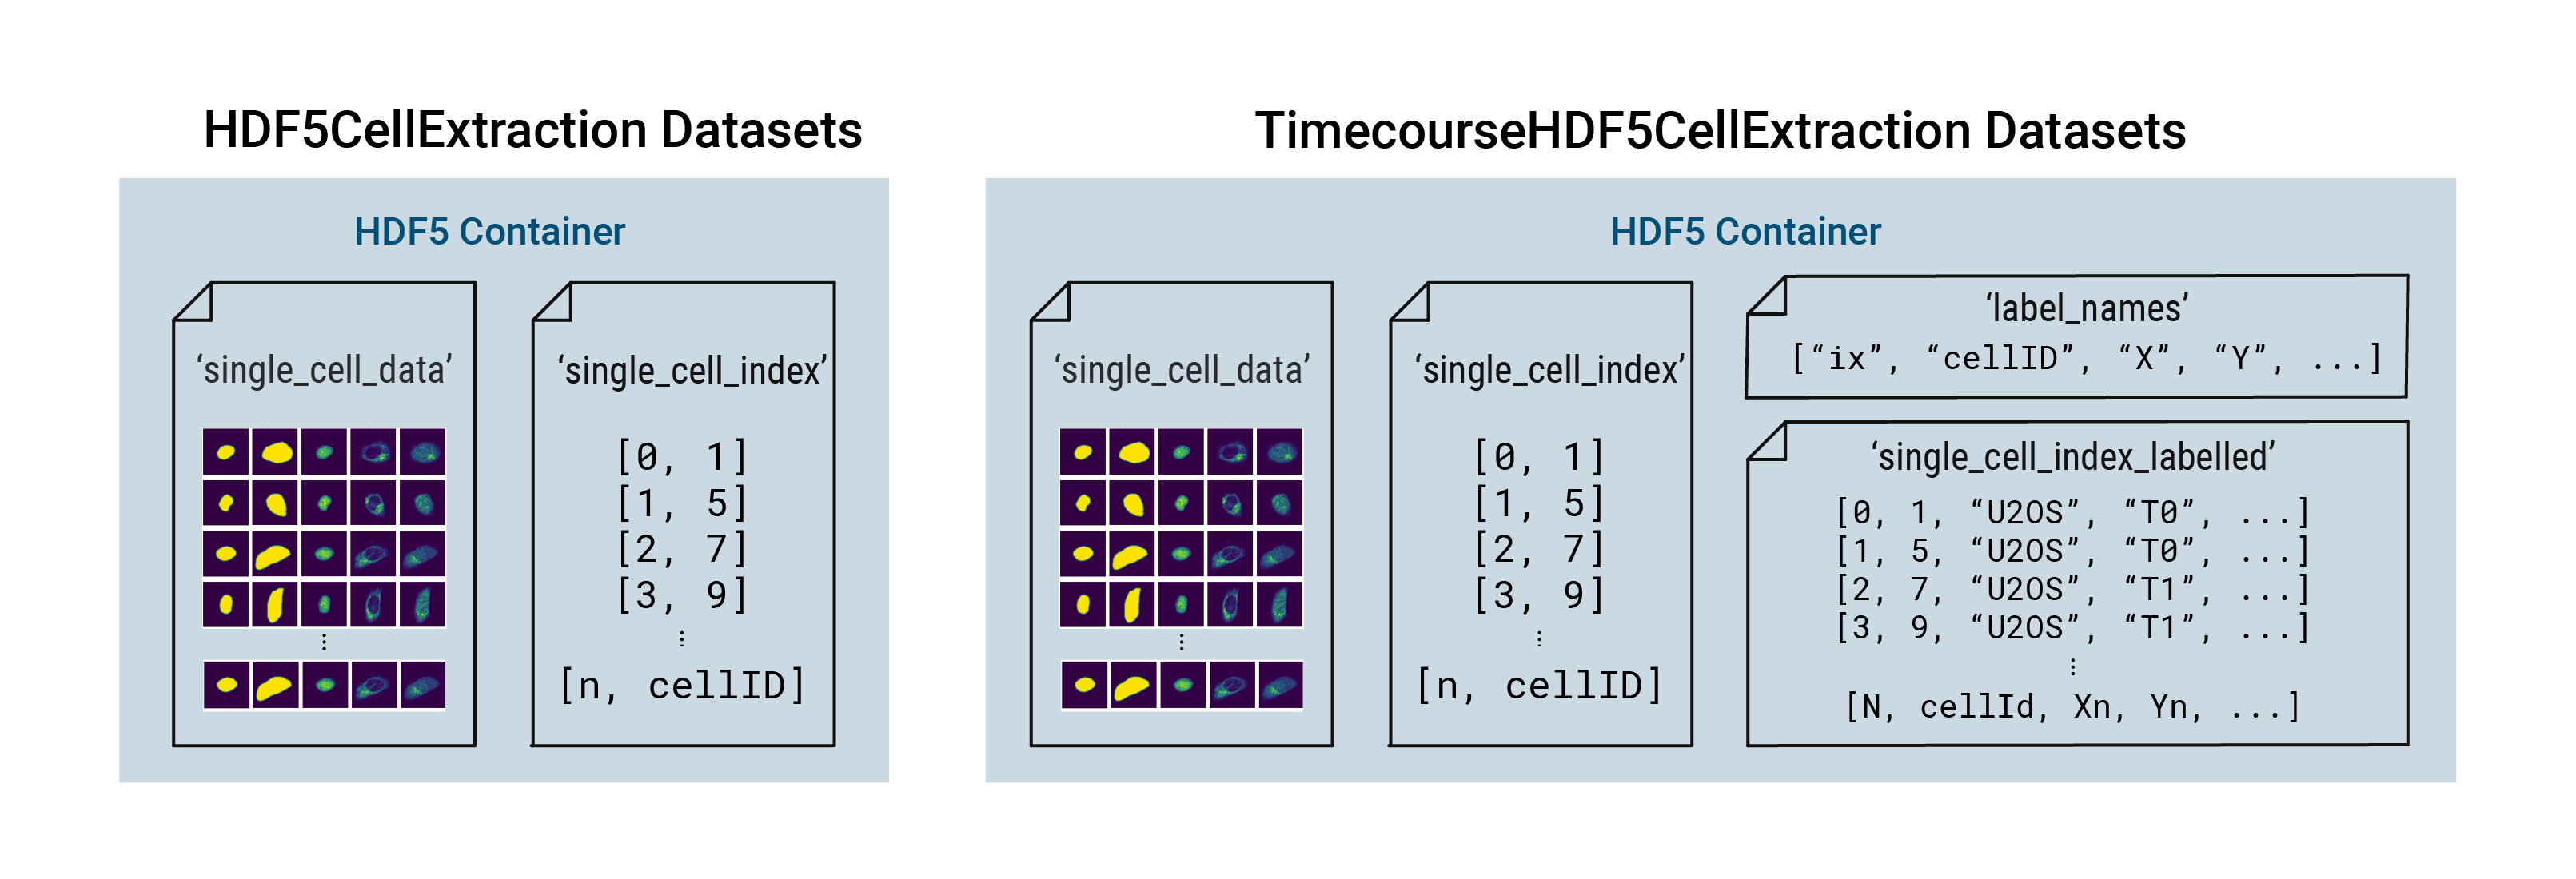 HDF5CellExtraction Datasets
HDF5 Container
‘single_cell_data’
‘single_cell_index’
[0, 1]
[1, 5]
[2, 7]
[3, 9]
⋮
[n, cellID]
TimecourseHDF5CellExtraction Datasets
HDF5 Container
‘single_cell_data’
‘single_cell_index’
[0, 1]
[1, 5]
[2, 7]
[3, 9]
⋮
[n, cellID]
‘label_names’
[“ix”, “cellID”, “X”, “Y”, ...]
‘single_cell_index_labelled’
[0, 1, “U2OS”, “T0”, ...]
[1, 5, “U2OS”, “T0”, ...]
[2, 7, “U2OS”, “T1”, ...]
[3, 9, “U2OS”, “T1”, ...]
⋮
[N, cellId, Xn, Yn, ...]